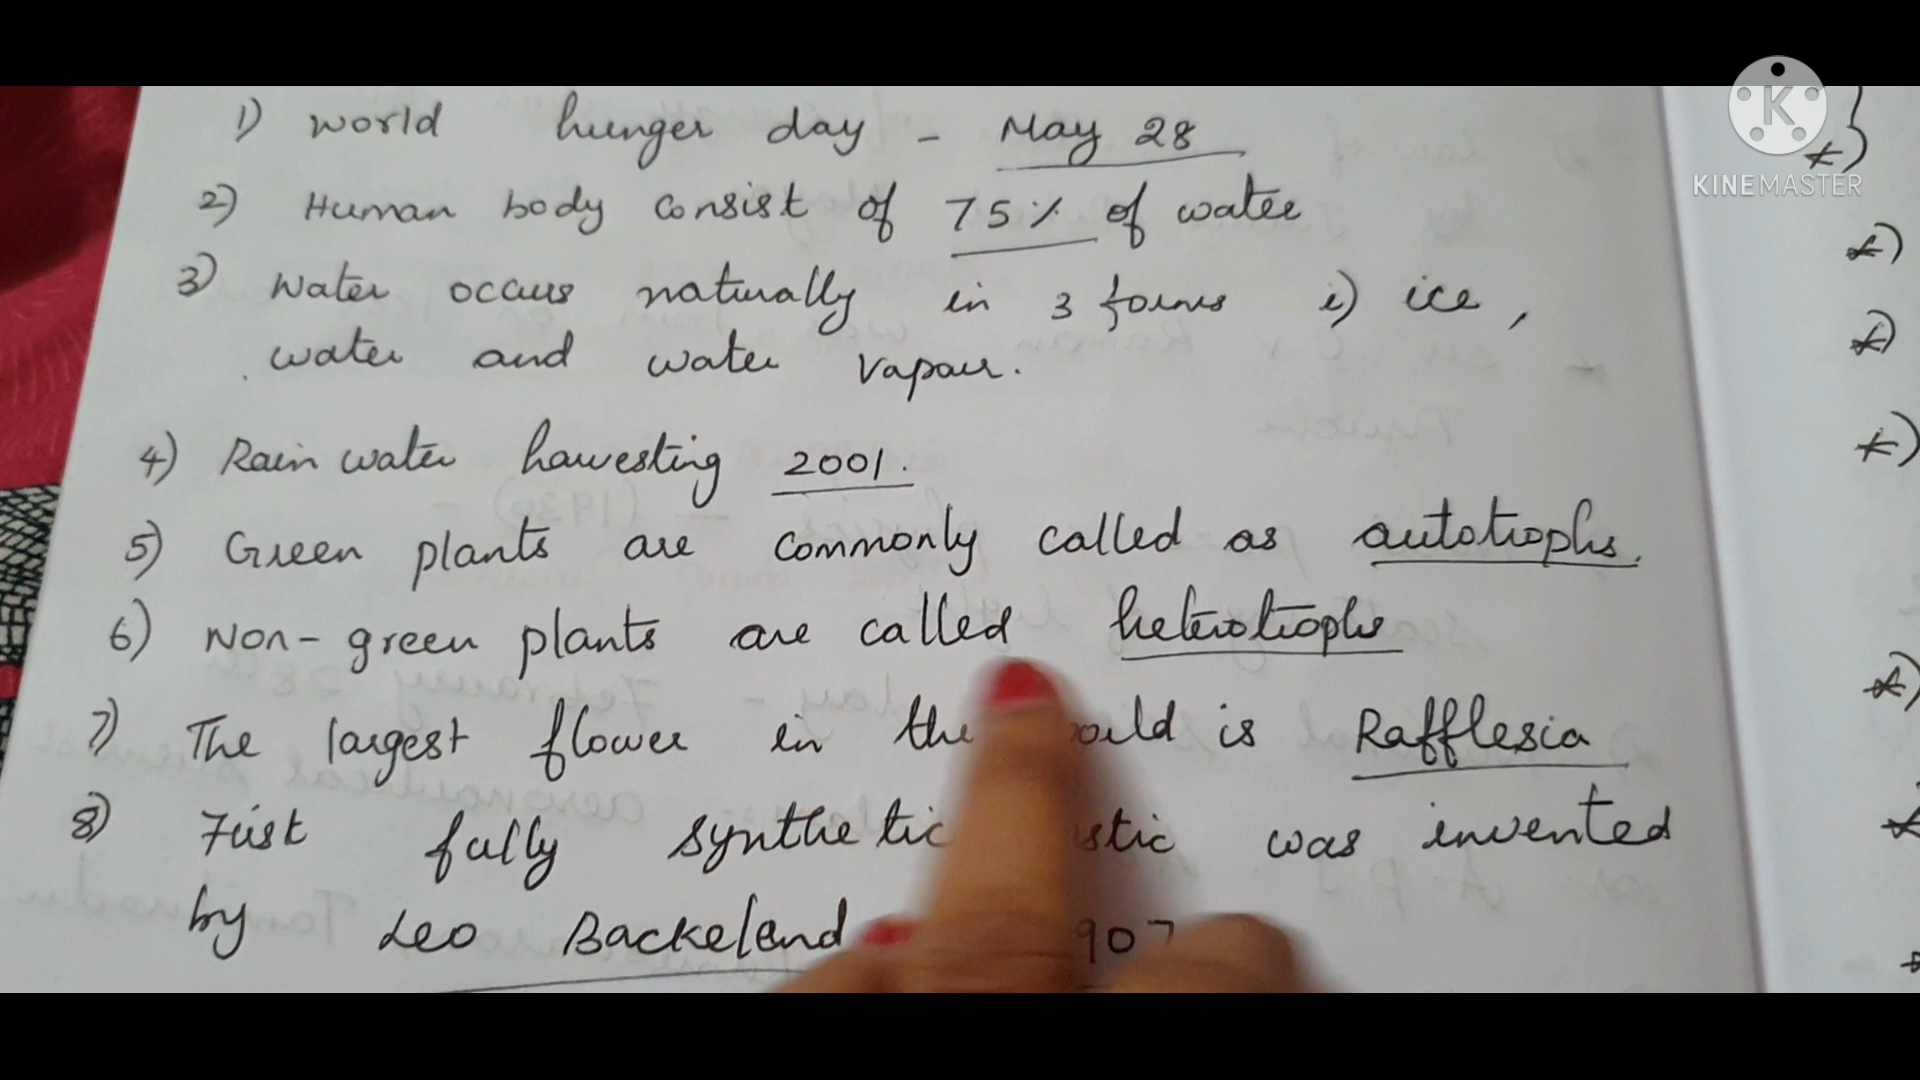 1) World hunger day - May 28
2) Human body consist of 75% of water
3) Water occurs naturally in 3 forms i) ice,
water and water vapour.
4) Rain water harvesting 2001.
5) Green plants are commonly called as autotrophs.
6) Non-green plants are called heterotrophs
7) The largest flower in the is Rafflesia
8) First fully synthetic was invented
by Leo Backeland
KINEMASTER